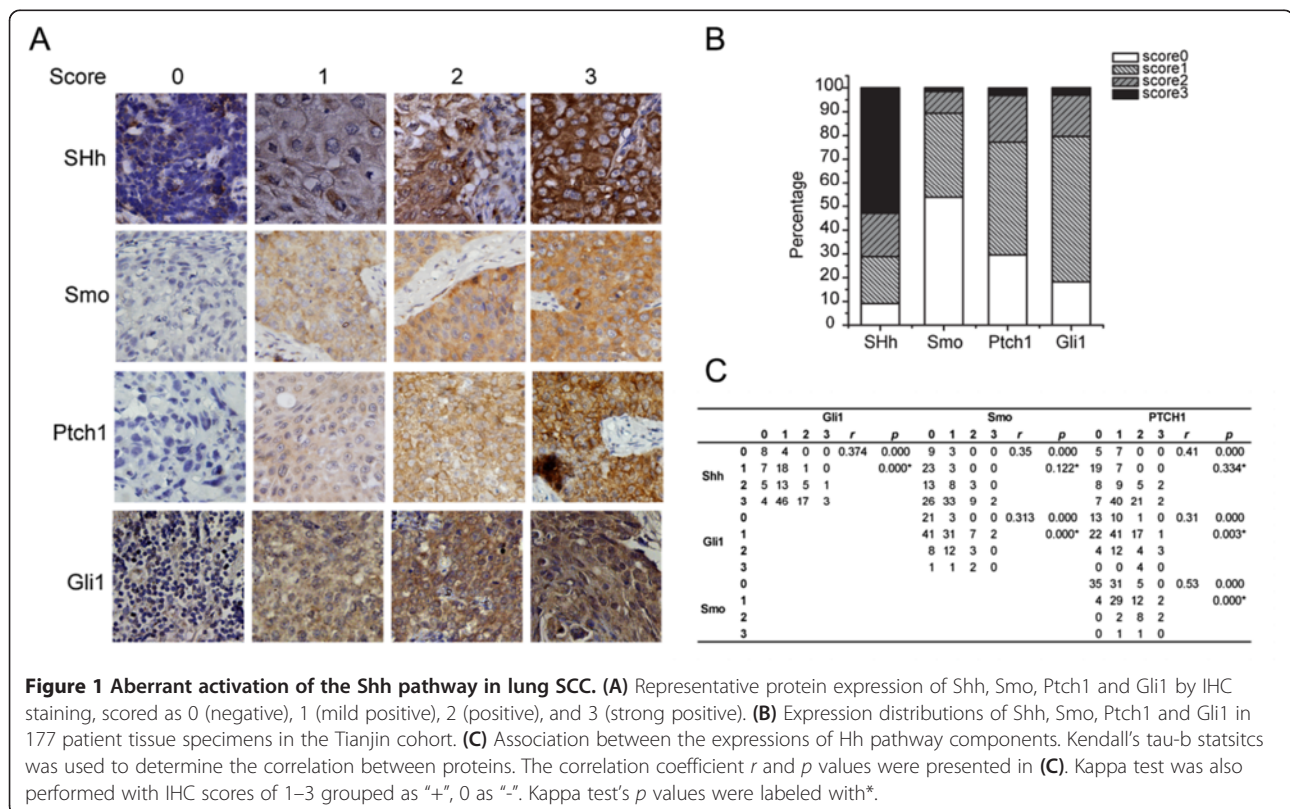 A
Score 0 1 2 3
SHh
Smo
Ptch1
Gli1
B
score0
score1
score2
score3
Percentage
100
90
80
70
60
50
40
30
20
10
0
SHh Smo Ptch1 Gli1
C
Gli1 Smo PTCH1
0 1 2 3 r p 0 1 2 3 r p 0 1 2 3 r p
Shh
0 8 4 0 0 0.374 0.000 9 3 0 0 0.35 0.000 5 7 0 0 0.41 0.000
1 7 18 1 0 0.000* 23 3 0 0 0.122* 19 7 0 0 0.334*
2 5 13 5 1 13 8 3 0 8 9 5 2
3 4 46 17 3 26 33 9 2 7 40 21 2
Gli1
0 21 3 0 0 0.313 0.000 13 10 1 0 0.31 0.000
1 41 31 7 2 0.000* 22 41 17 1 0.003*
2 8 12 3 0 4 12 4 3
3 1 1 2 0 0 0 4 0
Smo
0 35 31 5 0 0.53 0.000
1 4 29 12 2 0.000*
2 0 2 8 2
3 0 1 1 0
Figure 1 Aberrant activation of the Shh pathway in lung SCC. (A) Representative protein expression of Shh, Smo, Ptch1 and Gli1 by IHC
staining, scored as 0 (negative), 1 (mild positive), 2 (positive), and 3 (strong positive). (B) Expression distributions of Shh, Smo, Ptch1 and Gli1 in
177 patient tissue specimens in the Tianjin cohort. (C) Association between the expressions of Hh pathway components. Kendall's tau-b statsitcs
was used to determine the correlation between proteins. The correlation coefficient r and p values were presented in (C). Kappa test was also
performed with IHC scores of 1–3 grouped as "+", 0 as "-". Kappa test's p values were labeled with*.